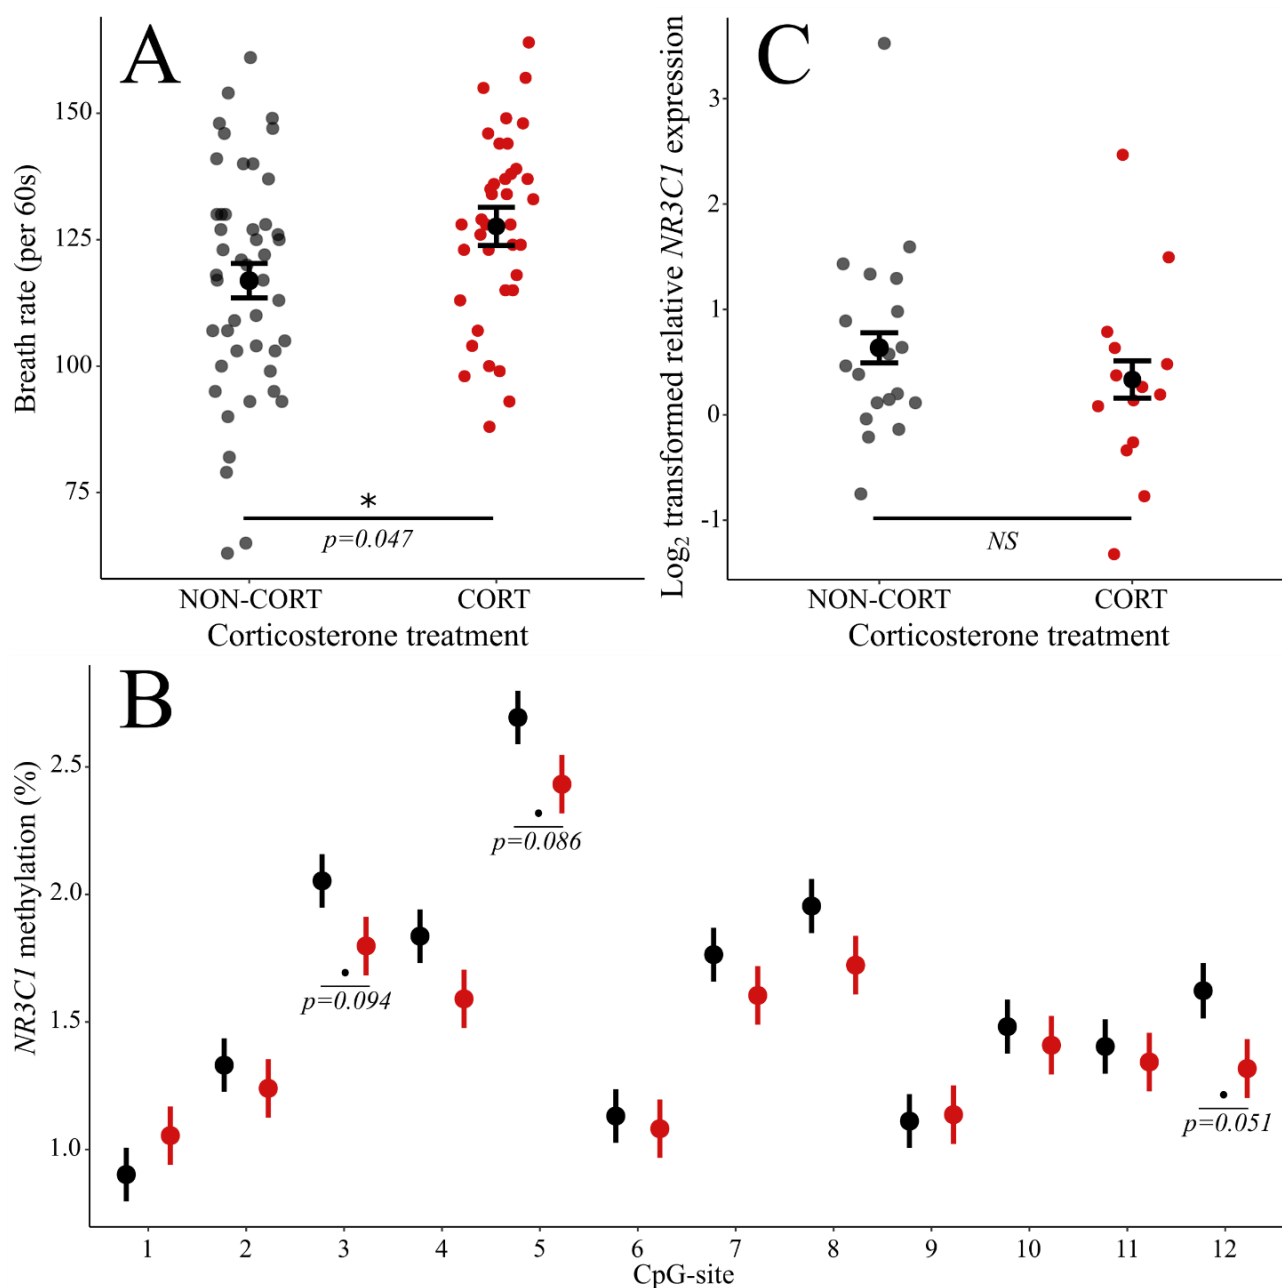 A
Breath rate (per 60s)
150
125
100
75
*
p=0.047
NON-CORT
CORT
Corticosterone treatment
C
Log2 transformed relative NR3C1 expression
3
2
1
0
-1
NS
NON-CORT
CORT
Corticosterone treatment
B
NR3C1 methylation (%)
2.5
2.0
1.5
1.0
p=0.094
p=0.086
p=0.051
1 2 3 4 5 6 7 8 9 10 11 12
CpG-site